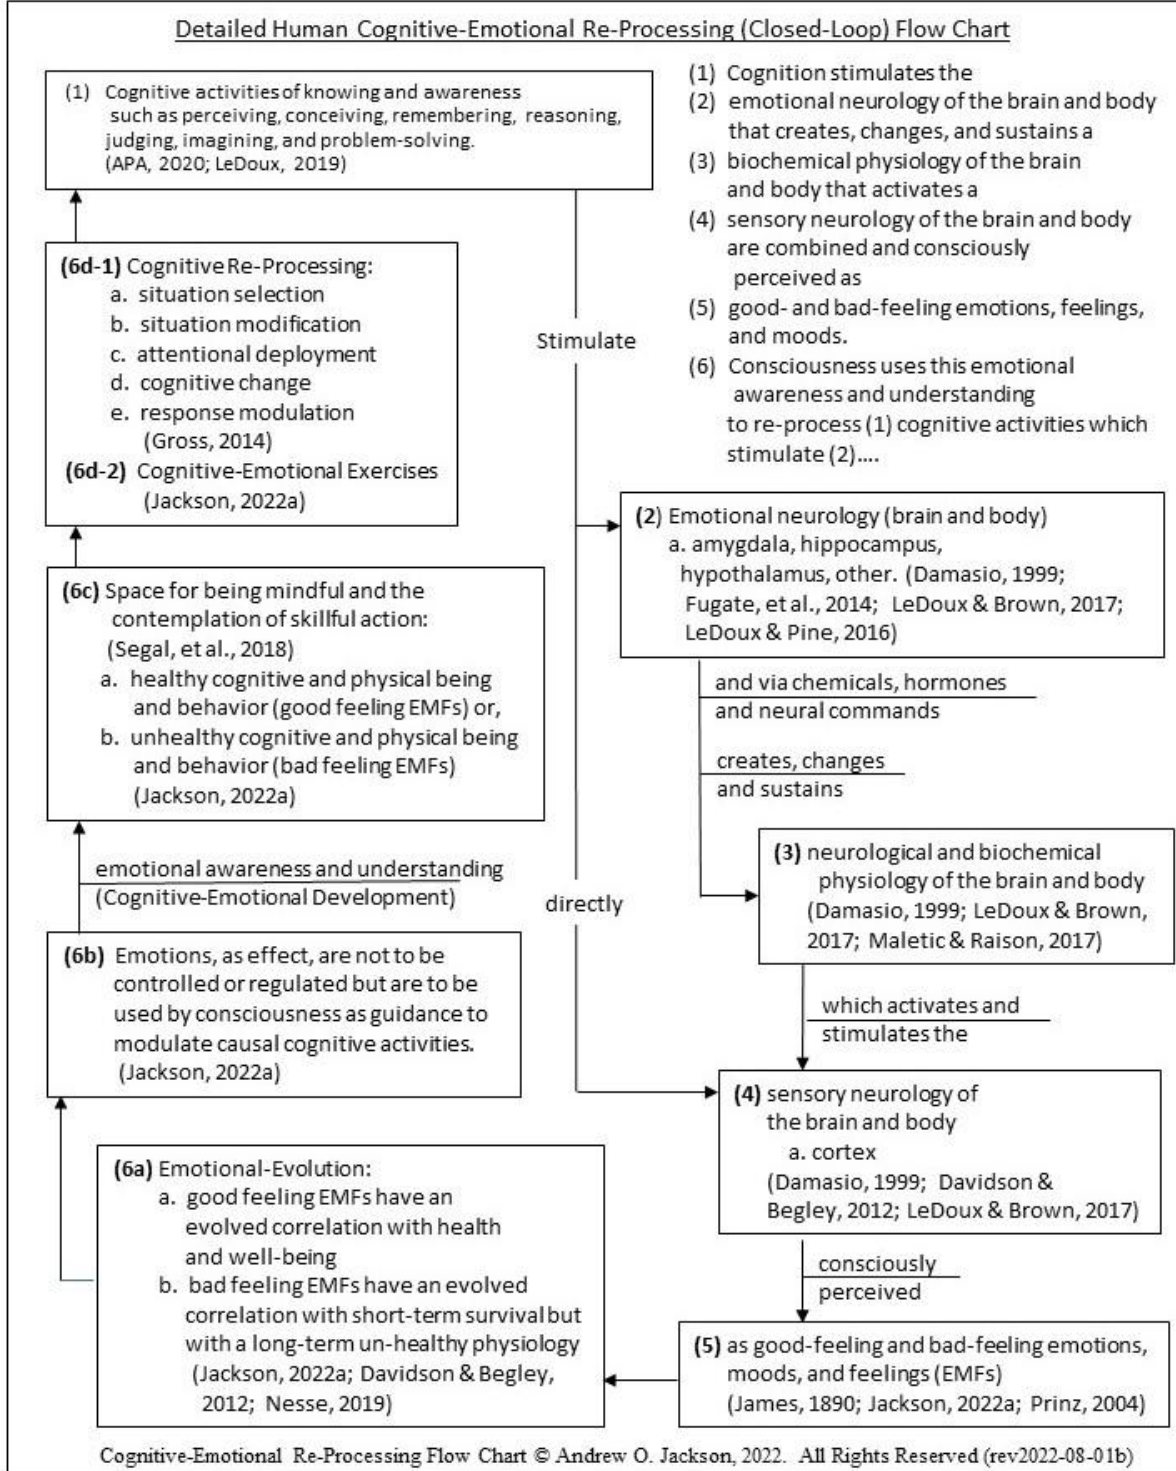 Detailed Human Cognitive-Emotional Re-Processing (Closed-Loop) Flow Chart
(1) Cognitive activities of knowing and awareness
such as perceiving, conceiving, remembering, reasoning,
judging, imagining, and problem-solving.
(APA, 2020; LeDoux, 2019)
(1) Cognition stimulates the
(2) emotional neurology of the brain and body
that creates, changes, and sustains a
(3) biochemical physiology of the brain
and body that activates a
(4) sensory neurology of the brain and body
are combined and consciously
perceived as
(5) good- and bad-feeling emotions, feelings,
and moods.
(6) Consciousness uses this emotional
awareness and understanding
to re-process (1) cognitive activities which
stimulate (2)....
(6d-1) Cognitive Re-Processing:
a. situation selection
b. situation modification
c. attentional deployment
d. cognitive change
e. response modulation
(Gross, 2014)
(6d-2) Cognitive-Emotional Exercises
(Jackson, 2022a)
Stimulate
(2) Emotional neurology (brain and body)
a. amygdala, hippocampus,
hypothalamus, other. (Damasio, 1999;
Fugate, et al., 2014; LeDoux & Brown, 2017;
LeDoux & Pine, 2016)
(6c) Space for being mindful and the
contemplation of skillful action:
(Segal, et al., 2018)
a. healthy cognitive and physical being
and behavior (good feeling EMFs) or,
b. unhealthy cognitive and physical being
and behavior (bad feeling EMFs)
(Jackson, 2022a)
and via chemicals, hormones
and neural commands
creates, changes
and sustains
(3) neurological and biochemical
physiology of the brain and body
(Damasio, 1999; LeDoux & Brown,
2017; Maletic & Raison, 2017)
emotional awareness and understanding
(Cognitive-Emotional Development)
directly
(6b) Emotions, as effect, are not to be
controlled or regulated but are to be
used by consciousness as guidance to
modulate causal cognitive activities.
(Jackson, 2022a)
which activates and
stimulates the
(4) sensory neurology of
the brain and body
a. cortex
(Damasio, 1999; Davidson &
Begley, 2012; LeDoux & Brown, 2017)
(6a) Emotional-Evolution:
a. good feeling EMFs have an
evolved correlation with health
and well-being
b. bad feeling EMFs have an evolved
correlation with short-term survival but
with a long-term un-healthy physiology
(Jackson, 2022a; Davidson & Begley,
2012; Nesse, 2019)
consciously
perceived
(5) as good-feeling and bad-feeling emotions,
moods, and feelings (EMFs)
(James, 1890; Jackson, 2022a; Prinz, 2004)
Cognitive-Emotional Re-Processing Flow Chart © Andrew O. Jackson, 2022. All Rights Reserved (rev2022-08-01b)